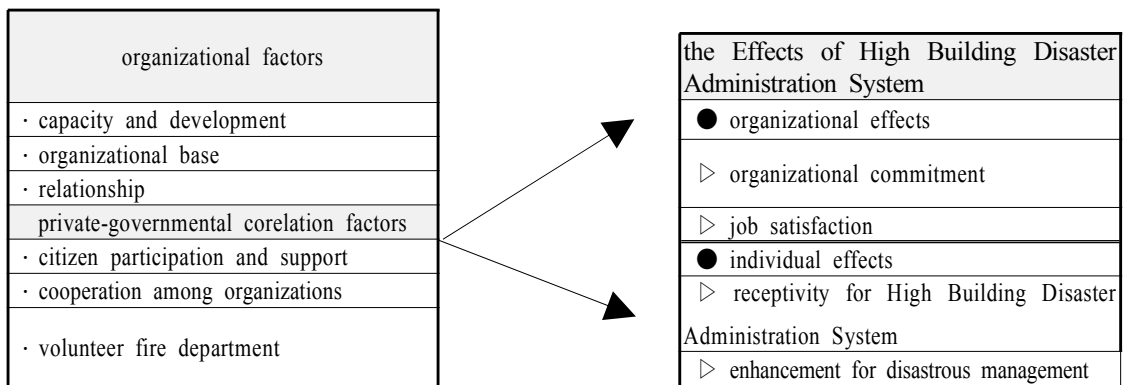 organizational factors
· capacity and development
· organizational base
· relationship
private-governmental corelation factors
· citizen participation and support
· cooperation among organizations
· volunteer fire department
the Effects of High Building Disaster
Administration System
● organizational effects
▷ organizational commitment
▷ job satisfaction
● individual effects
▷ receptivity for High Building Disaster
Administration System
▷ enhancement for disastrous management